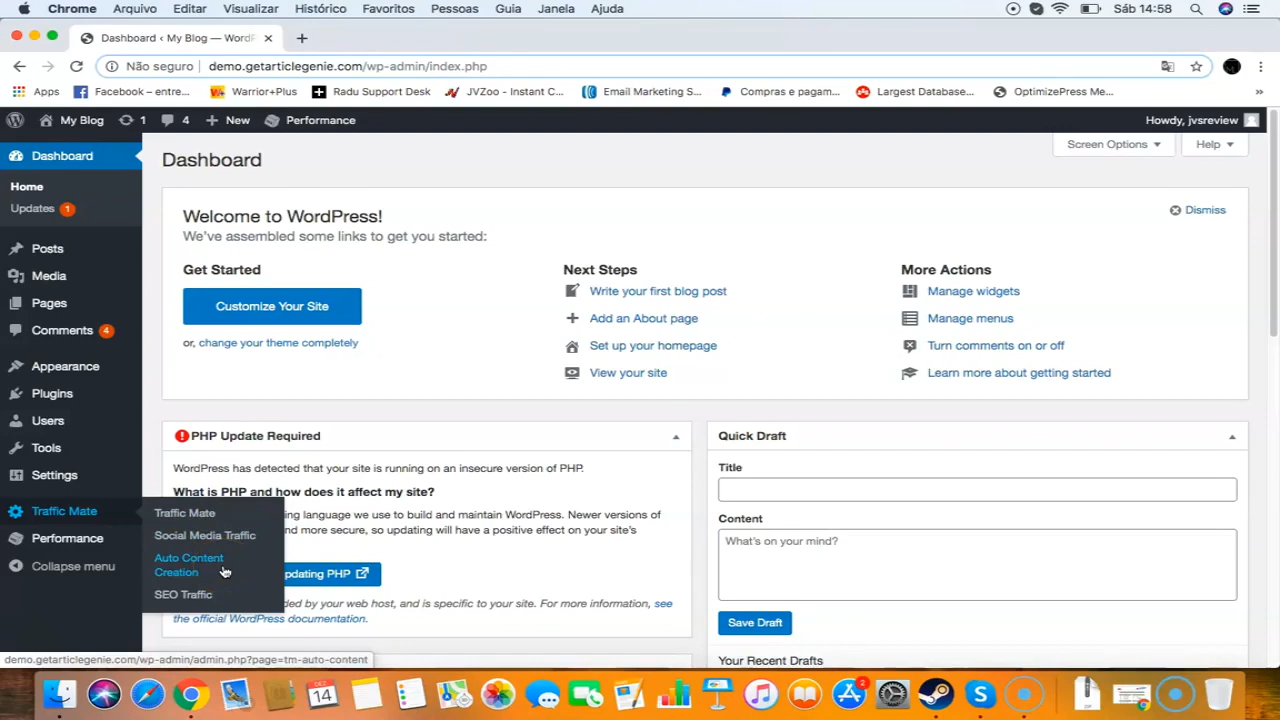 Chrome Arquivo Editar Visualizar Histórico Favoritos Pessoas Guia Janela Ajuda Sáb 14:58
Dashboard ‹ My Blog — WordP
Não seguro demo.getarticlegenie.com/wp-admin/index.php
Apps Facebook – entre... Warrior+Plus Radu Support Desk JVZoo - Instant C... Email Marketing S... Compras e pagam... Largest Database... OptimizePress Me... »
My Blog 1 4 New Performance Howdy, jvsreview
Dashboard
Home
Updates 1
Posts
Media
Pages
Comments 4
Appearance
Plugins
Users
Tools
Settings
Traffic Mate
Performance
Collapse menu
Traffic Mate
Social Media Traffic
Auto Content
Creation
SEO Traffic
Screen Options
Help
Dashboard
Welcome to WordPress!
Dismiss
We've assembled some links to get you started:
Get Started
Customize Your Site
or, change your theme completely
Next Steps
Write your first blog post
Add an About page
Set up your homepage
View your site
More Actions
Manage widgets
Manage menus
Turn comments on or off
Learn more about getting started
PHP Update Required
WordPress has detected that your site is running on an insecure version of PHP.
What is PHP and how does it affect my site?
ing language we use to build and maintain WordPress. Newer versions of
and more secure, so updating will have a positive effect on your site's
pdating PHP
ded by your web host, and is specific to your site. For more information, see
the official WordPress documentation.
Quick Draft
Title
Content
What's on your mind?
Save Draft
Your Recent Drafts
demo.getarticlegenie.com/wp-admin/admin.php?page=tm-auto-content
DEZ
14
2